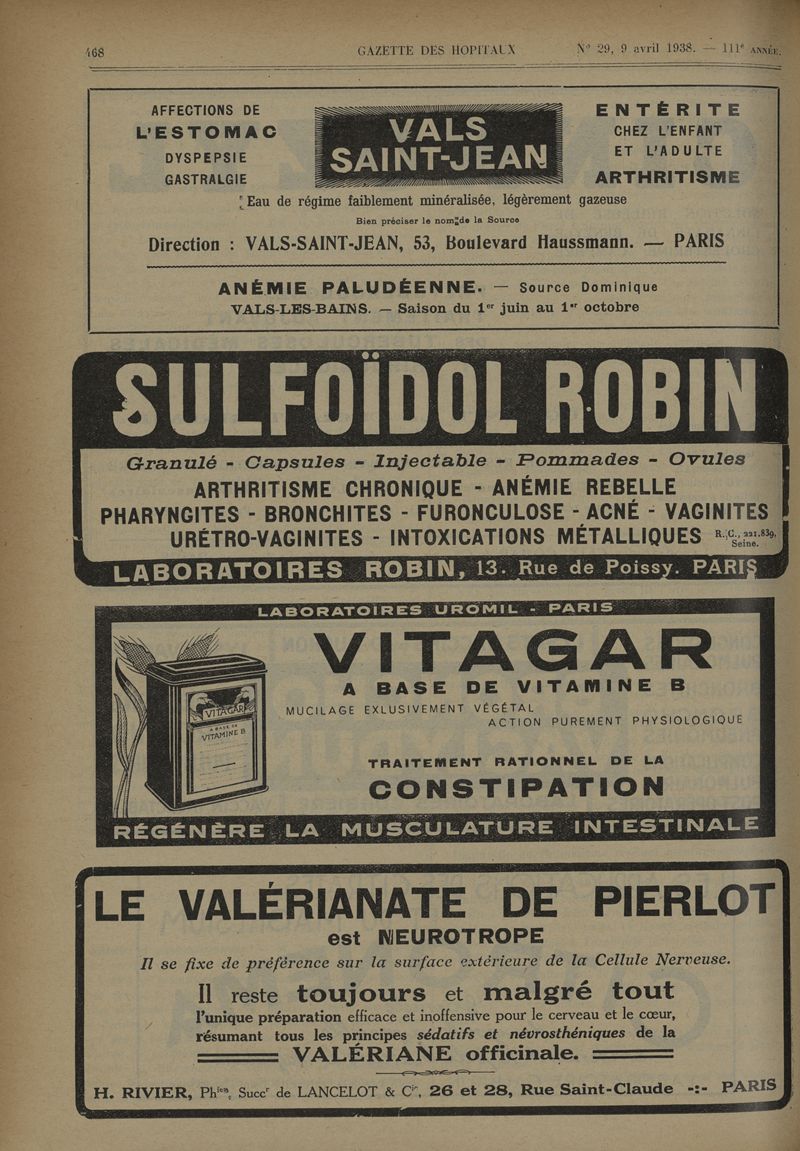 468 GAZETTE DES HOPITAUX N° 29, 9 avril 1938. — 111e ANNÉE.
AFFECTIONS DE
L'ESTOMAC
DYSPEPSIE
GASTRALGIE
VALS
SAINT-JEAN
ENTÉRITE
CHEZ L'ENFANT
ET L'ADULTE
ARTHRITISME
Eau de régime faiblement minéralisée, légèrement gazeuse
Bien préciser le nom de la Source
Direction : VALS-SAINT-JEAN, 53, Boulevard Haussmann. — PARIS
ANÉMIE PALUDÉENNE. — Source Dominique
VALS-LES-BAINS. — Saison du 1er juin au 1er octobre
SULFOÏDOL ROBIN
Granulé - Capsules - Injectable - Pommades - Ovules
ARTHRITISME CHRONIQUE - ANÉMIE REBELLE
PHARYNGITES - BRONCHITES - FURONCULOSE - ACNÉ - VAGINITES
URÉTRO-VAGINITES - INTOXICATIONS MÉTALLIQUES R. C., 221.839, Seine.
LABORATOIRES ROBIN, 13. Rue de Poissy. PARIS
LABORATOIRES UROMIL - PARIS
VITAGAR
A BASE DE VITAMINE B
MUCILAGE EXLUSIVEMENT VÉGÉTAL
ACTION PUREMENT PHYSIOLOGIQUE
VITAGAR
A BASE DE
VITAMINE B
TRAITEMENT RATIONNEL DE LA
CONSTIPATION
RÉGÉNÈRE LA MUSCULATURE INTESTINALE
LE VALÉRIANATE DE PIERLOT
est NEUROTROPE
Il se fixe de préférence sur la surface extérieure de la Cellule Nerveuse.
Il reste toujours et malgré tout
l'unique préparation efficace et inoffensive pour le cerveau et le cœur,
résumant tous les principes sédatifs et névrosthéniques de la
VALÉRIANE officinale.
H. RIVIER, Phien, Succr de LANCELOT & Cie, 26 et 28, Rue Saint-Claude -:- PARIS